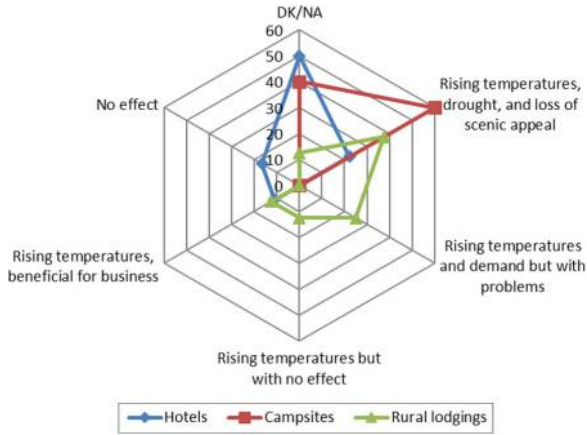 DK/NA
60
50
40
30
20
10
0
Rising temperatures,
drought, and loss of
scenic appeal
Rising temperatures
and demand but with
problems
Rising temperatures but
with no effect
Rising temperatures,
beneficial for business
No effect
Hotels
Campsites
Rural lodgings